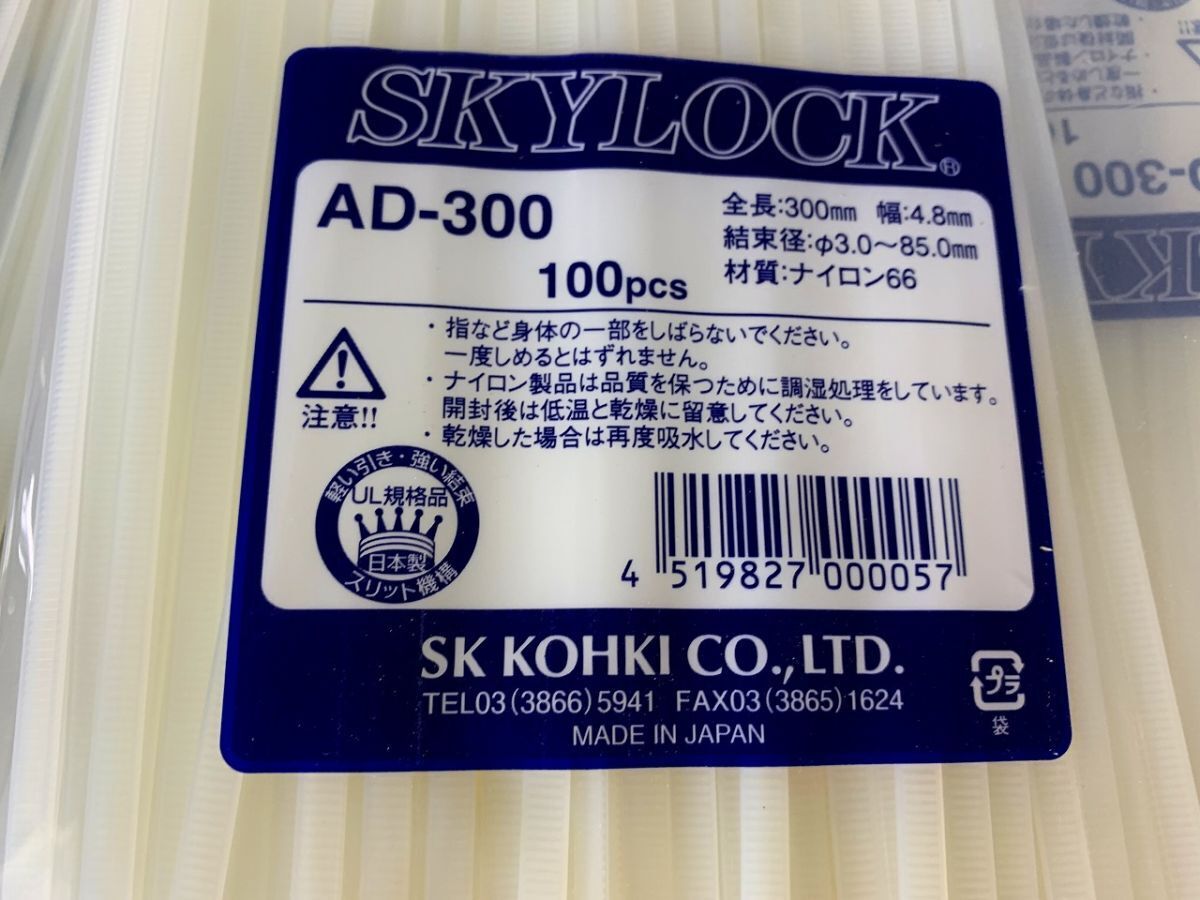 SKYLOCK®
AD-300
100pcs
全長:300mm 幅:4.8mm
結束径:φ3.0〜85.0mm
材質:ナイロン66
注意!!
・指など身体の一部をしばらないでください。
一度しめるとはずれません。
・ナイロン製品は品質を保つために調湿処理をしています。
開封後は低温と乾燥に留意してください。
・乾燥した場合は再度吸水してください。
軽い引き・強い結束
UL規格品
日本製
スリット機構
4 519827 000057
SK KOHKI CO.,LTD.
TEL03(3866)5941 FAX03(3865)1624
MADE IN JAPAN
プラ
袋